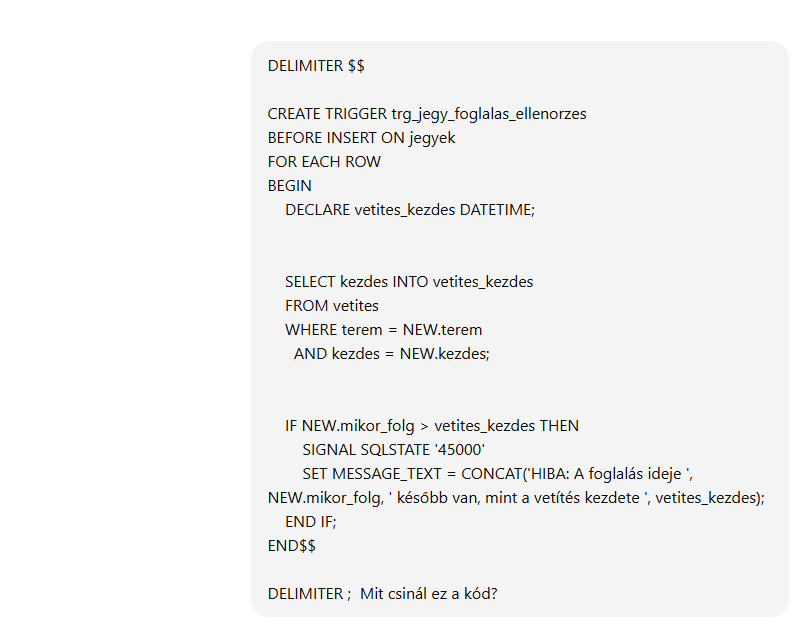 DELIMITER $$
CREATE TRIGGER trg_jegy_foglalas_ellenorzes
BEFORE INSERT ON jegyek
FOR EACH ROW
BEGIN
DECLARE vetites_kezdes DATETIME;
SELECT kezdes INTO vetites_kezdes
FROM vetites
WHERE terem = NEW.terem
AND kezdes = NEW.kezdes;
IF NEW.mikor_folg > vetites_kezdes THEN
SIGNAL SQLSTATE '45000'
SET MESSAGE_TEXT = CONCAT('HIBA: A foglalás ideje ',
NEW.mikor_folg, ' később van, mint a vetítés kezdete ', vetites_kezdes);
END IF;
END$$
DELIMITER ;  Mit csinál ez a kód?